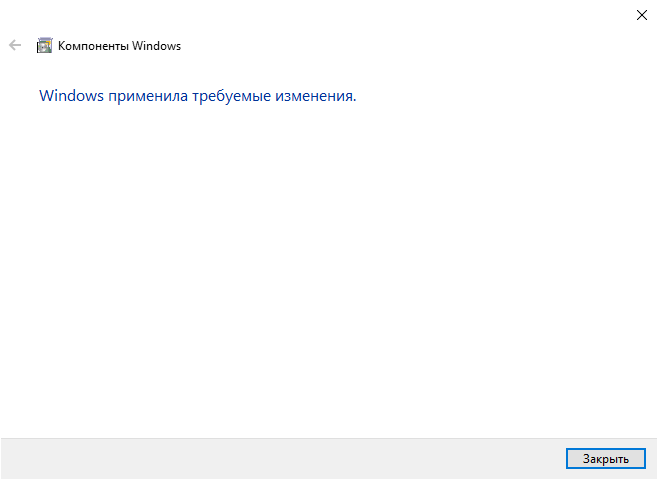 Компоненты Windows
Windows применила требуемые изменения.
Закрыть